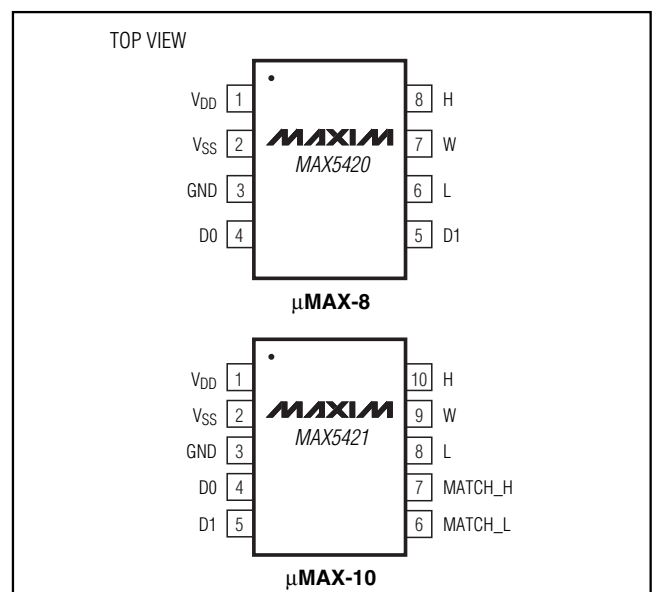 TOP VIEW
VDD 1 8 H
VSS 2 MAXIM 7 W
MAX5420
GND 3 6 L
D0 4 5 D1
µMAX-8
VDD 1 10 H
VSS 2 MAXIM 9 W
GND 3 MAX5421 8 L
D0 4 7 MATCH_H
D1 5 6 MATCH_L
µMAX-10